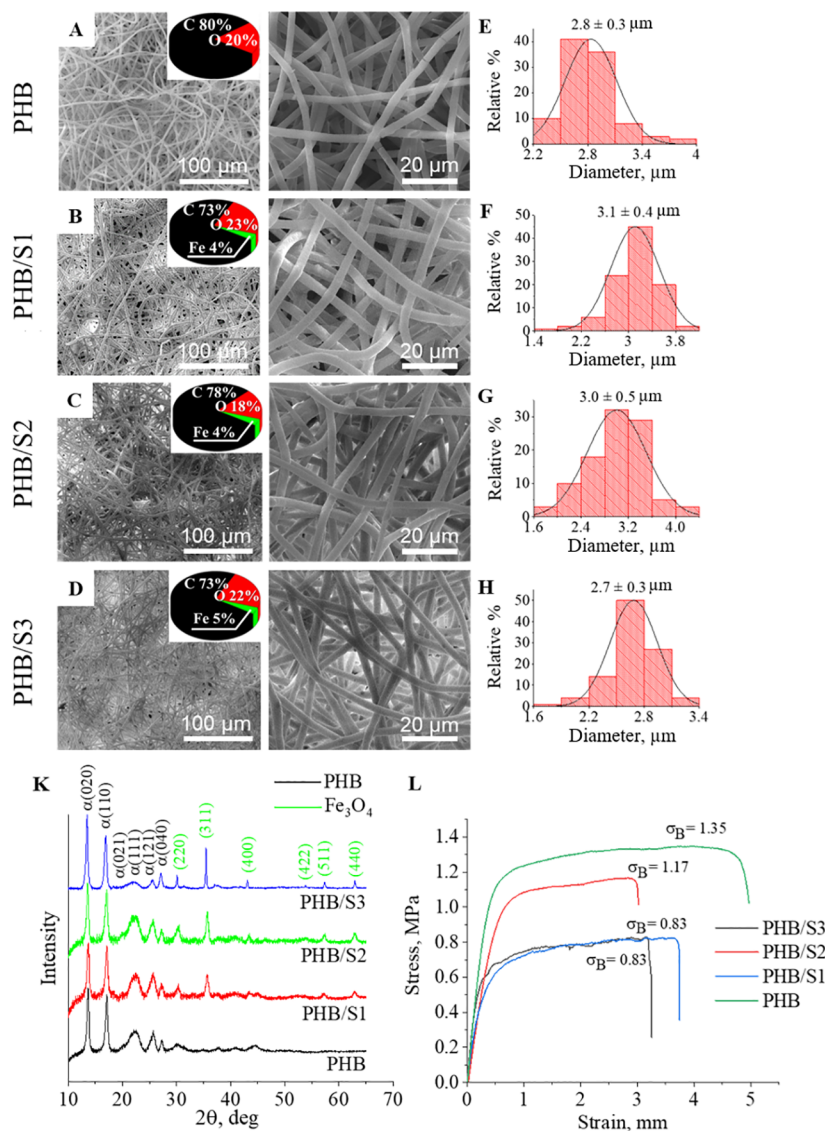 PHB
A
C 80%
O 20%
100 µm
20 µm
E
2.8 ± 0.3 µm
Relative %
40
30
20
10
0
2.2
2.8
3.4
4
Diameter, µm
PHB/S1
B
C 73%
O 23%
Fe 4%
100 µm
20 µm
F
3.1 ± 0.4 µm
Relative %
50
40
30
20
10
0
1.4
2.2
3
3.8
Diameter, µm
PHB/S2
C
C 78%
O 18%
Fe 4%
100 µm
20 µm
G
3.0 ± 0.5 µm
Relative %
30
20
10
0
1.6
2.4
3.2
4.0
Diameter, µm
PHB/S3
D
C 73%
O 22%
Fe 5%
100 µm
20 µm
H
2.7 ± 0.3 µm
Relative %
50
40
30
20
10
0
1.6
2.2
2.8
3.4
Diameter, µm
K
PHB
Fe₃O₄
α(020)
α(110)
α(021)
α(111)
α(121)
α(040)
(220)
(311)
(400)
(422)
(511)
(440)
PHB/S3
PHB/S2
PHB/S1
PHB
Intensity
10
20
30
40
50
60
70
2θ, deg
L
σB = 1.35
σB = 1.17
σB = 0.83
σB = 0.83
PHB/S3
PHB/S2
PHB/S1
PHB
Stress, MPa
1.4
1.2
1.0
0.8
0.6
0.4
0.2
0.0
0
1
2
3
4
5
Strain, mm